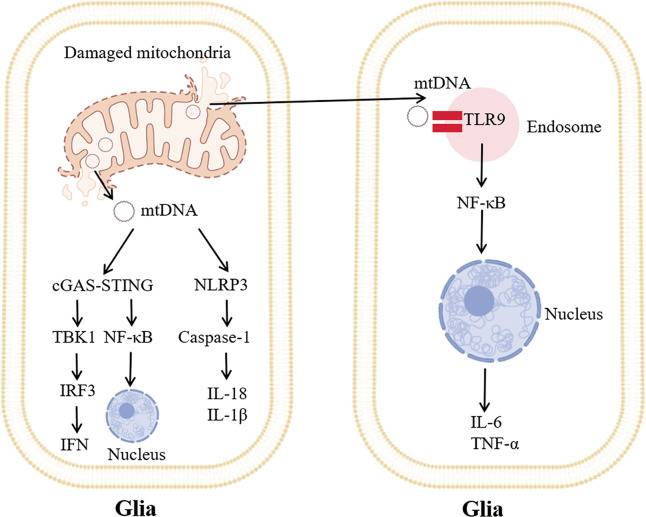 Damaged mitochondria
mtDNA
cGAS-STING
NLRP3
TBK1
NF-κB
Caspase-1
IRF3
IL-18
IL-1β
IFN
Nucleus
Glia
mtDNA
TLR9
Endosome
NF-κB
Nucleus
IL-6
TNF-α
Glia